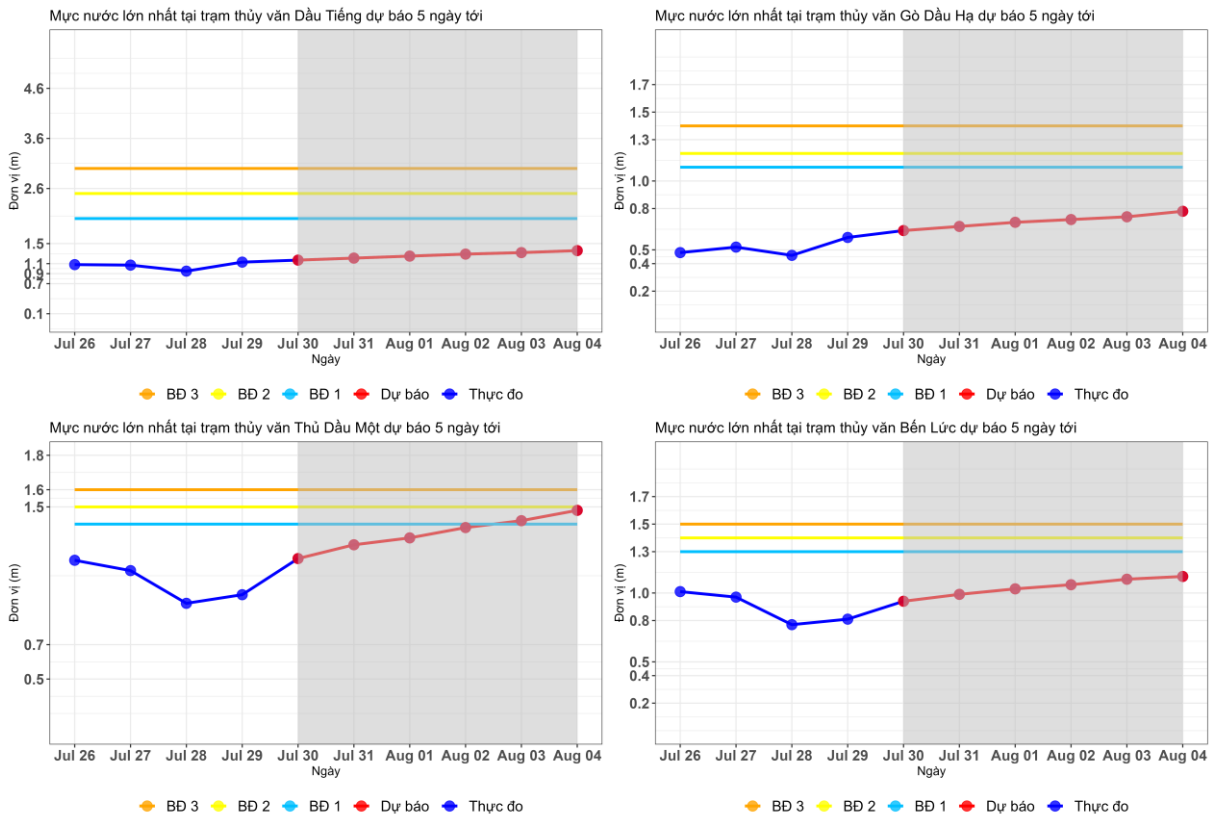 Mực nước lớn nhất tại trạm thủy văn Dầu Tiếng dự báo 5 ngày tới
4.6
3.6
2.6
1.5
1.1
0.9
0.7
0.1
Đơn vị (m)
Jul 26 Jul 27 Jul 28 Jul 29 Jul 30 Jul 31 Aug 01 Aug 02 Aug 03 Aug 04
Ngày
BĐ 3 BĐ 2 BĐ 1 Dự báo Thực đo
Mực nước lớn nhất tại trạm thủy văn Gò Dầu Hạ dự báo 5 ngày tới
1.7
1.5
1.3
1.0
0.8
0.5
0.4
0.2
Đơn vị (m)
Jul 26 Jul 27 Jul 28 Jul 29 Jul 30 Jul 31 Aug 01 Aug 02 Aug 03 Aug 04
Ngày
BĐ 3 BĐ 2 BĐ 1 Dự báo Thực đo
Mực nước lớn nhất tại trạm thủy văn Thủ Dầu Một dự báo 5 ngày tới
1.8
1.6
1.5
0.7
0.5
Đơn vị (m)
Jul 26 Jul 27 Jul 28 Jul 29 Jul 30 Jul 31 Aug 01 Aug 02 Aug 03 Aug 04
Ngày
BĐ 3 BĐ 2 BĐ 1 Dự báo Thực đo
Mực nước lớn nhất tại trạm thủy văn Bến Lức dự báo 5 ngày tới
1.7
1.5
1.3
1.0
0.8
0.5
0.4
0.2
Đơn vị (m)
Jul 26 Jul 27 Jul 28 Jul 29 Jul 30 Jul 31 Aug 01 Aug 02 Aug 03 Aug 04
Ngày
BĐ 3 BĐ 2 BĐ 1 Dự báo Thực đo